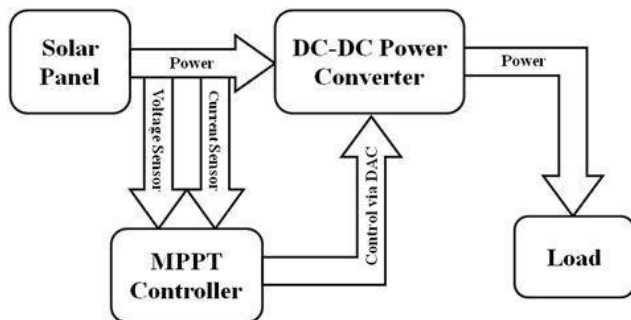 Solar
Panel
Power
DC-DC Power
Converter
Power
Voltage Sensor
Current Sensor
Control via DAC
MPPT
Controller
Load